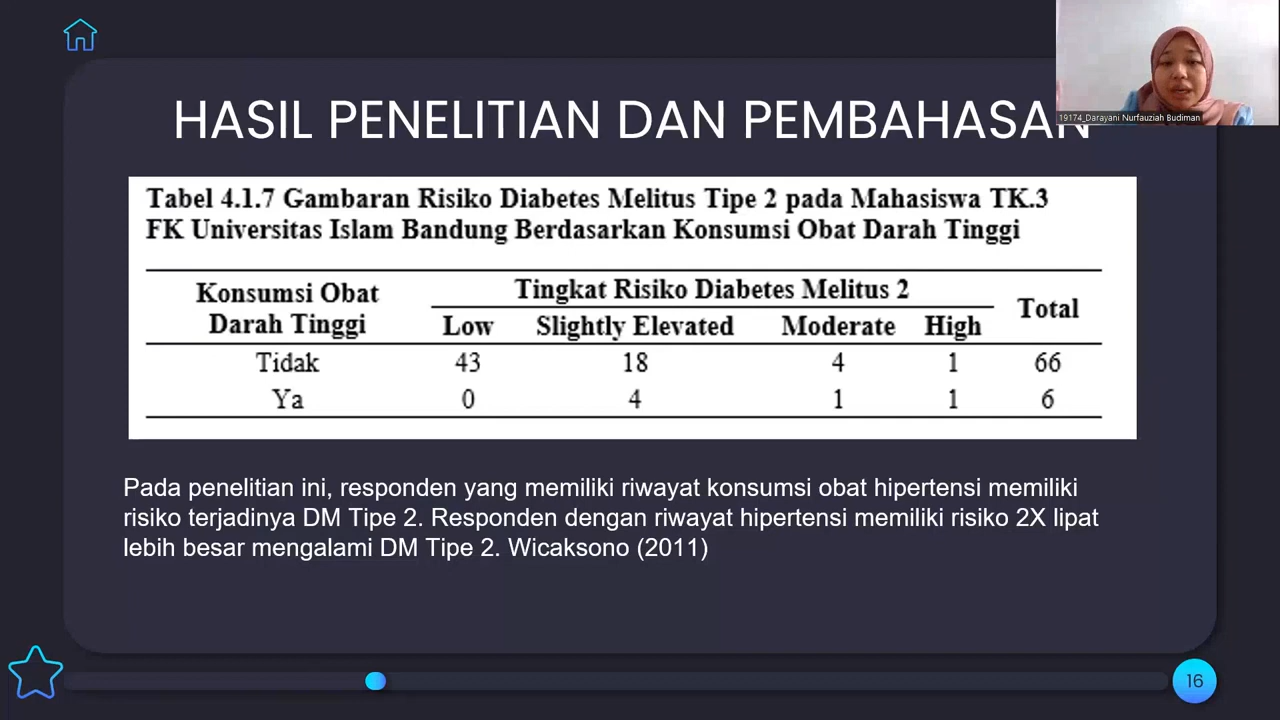 HASIL PENELITIAN DAN PEMBAHASAN
19174_Darayani Nurfauziah Budiman
Tabel 4.1.7 Gambaran Risiko Diabetes Melitus Tipe 2 pada Mahasiswa TK.3
FK Universitas Islam Bandung Berdasarkan Konsumsi Obat Darah Tinggi
Konsumsi Obat Darah Tinggi Tingkat Risiko Diabetes Melitus 2 Total
Low Slightly Elevated Moderate High
Tidak 43 18 4 1 66
Ya 0 4 1 1 6
Pada penelitian ini, responden yang memiliki riwayat konsumsi obat hipertensi memiliki
risiko terjadinya DM Tipe 2. Responden dengan riwayat hipertensi memiliki risiko 2X lipat
lebih besar mengalami DM Tipe 2. Wicaksono (2011)
16